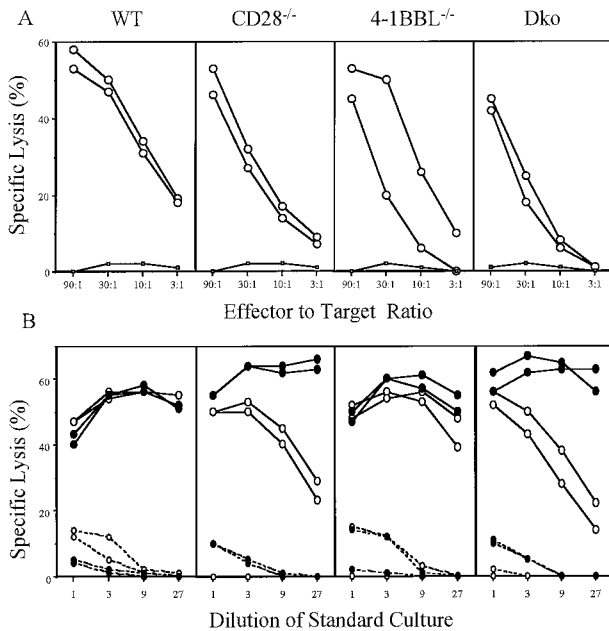 A
WT CD28-/- 4-1BBL-/- Dko
Specific Lysis (%)
60
40
20
0
90:1 30:1 10:1 3:1 90:1 30:1 10:1 3:1 90:1 30:1 10:1 3:1 90:1 30:1 10:1 3:1
Effector to Target Ratio
B
Specific Lysis (%)
60
40
20
0
1 3 9 27 1 3 9 27 1 3 9 27 1 3 9 27
Dilution of Standard Culture